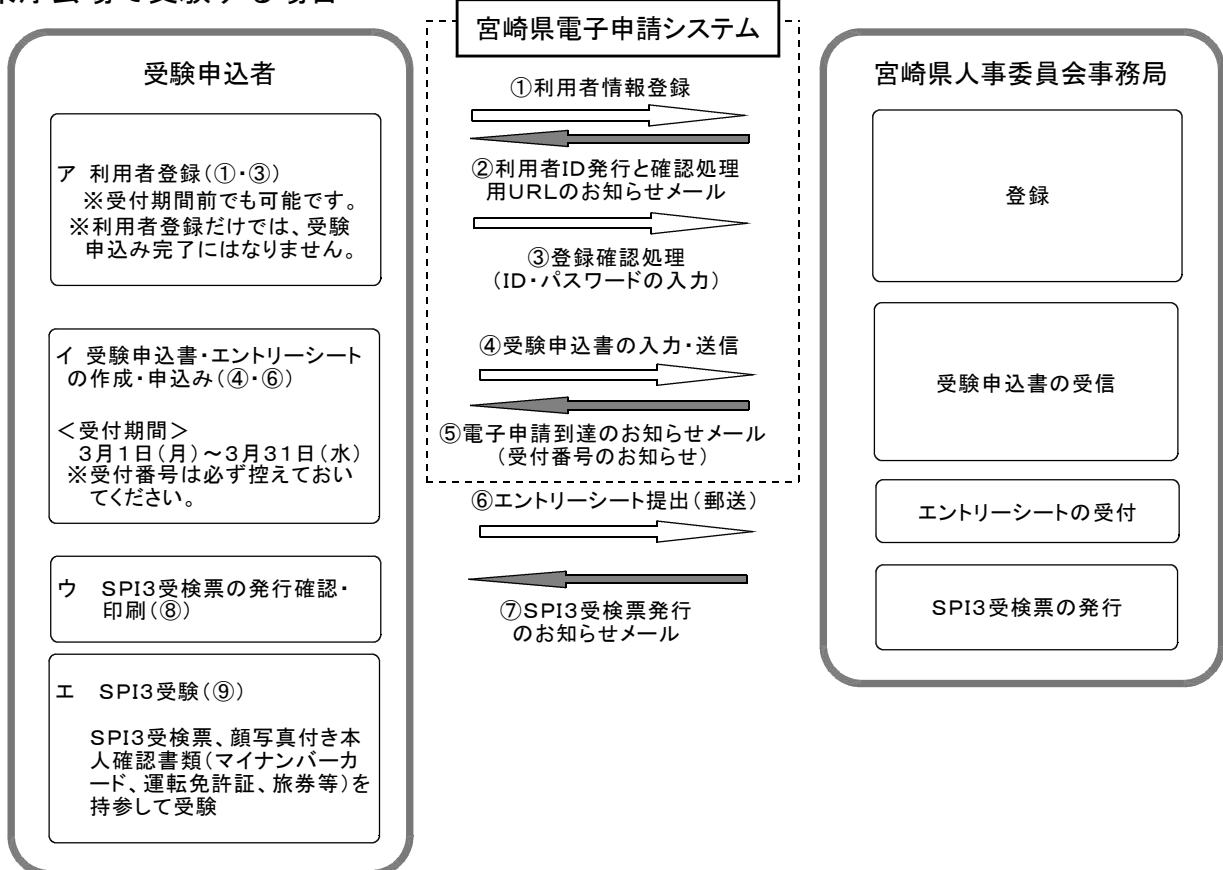 県庁会場で受験する場合
受験申込者
ア 利用者登録(①・③)
※受付期間前でも可能です。
※利用者登録だけでは、受験
申込み完了にはなりません。
イ 受験申込書・エントリーシート
の作成・申込み(④・⑥)
<受付期間>
3月1日(月)~3月31日(水)
※受付番号は必ず控えておい
てください。
ウ SPI3受検票の発行確認・
印刷(⑧)
エ SPI3受験(⑨)
SPI3受検票、顔写真付き本
人確認書類(マイナンバーカ
ード、運転免許証、旅券等)を
持参して受験
宮崎県電子申請システム
①利用者情報登録
②利用者ID発行と確認処理
用URLのお知らせメール
③登録確認処理
(ID・パスワードの入力)
④受験申込書の入力・送信
⑤電子申請到達のお知らせメール
(受付番号のお知らせ)
⑥エントリーシート提出(郵送)
⑦SPI3受検票発行
のお知らせメール
宮崎県人事委員会事務局
登録
受験申込書の受信
エントリーシートの受付
SPI3受検票の発行